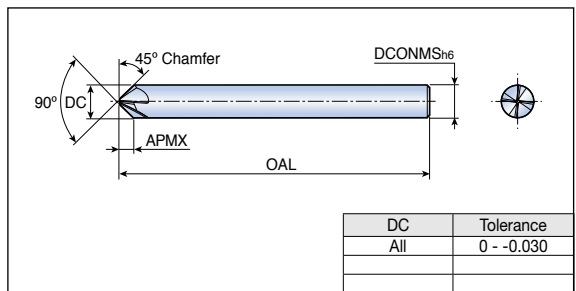 45° Chamfer
DCONMSh6
90°
DC
APMX
OAL
DC Tolerance
All 0 - -0.030